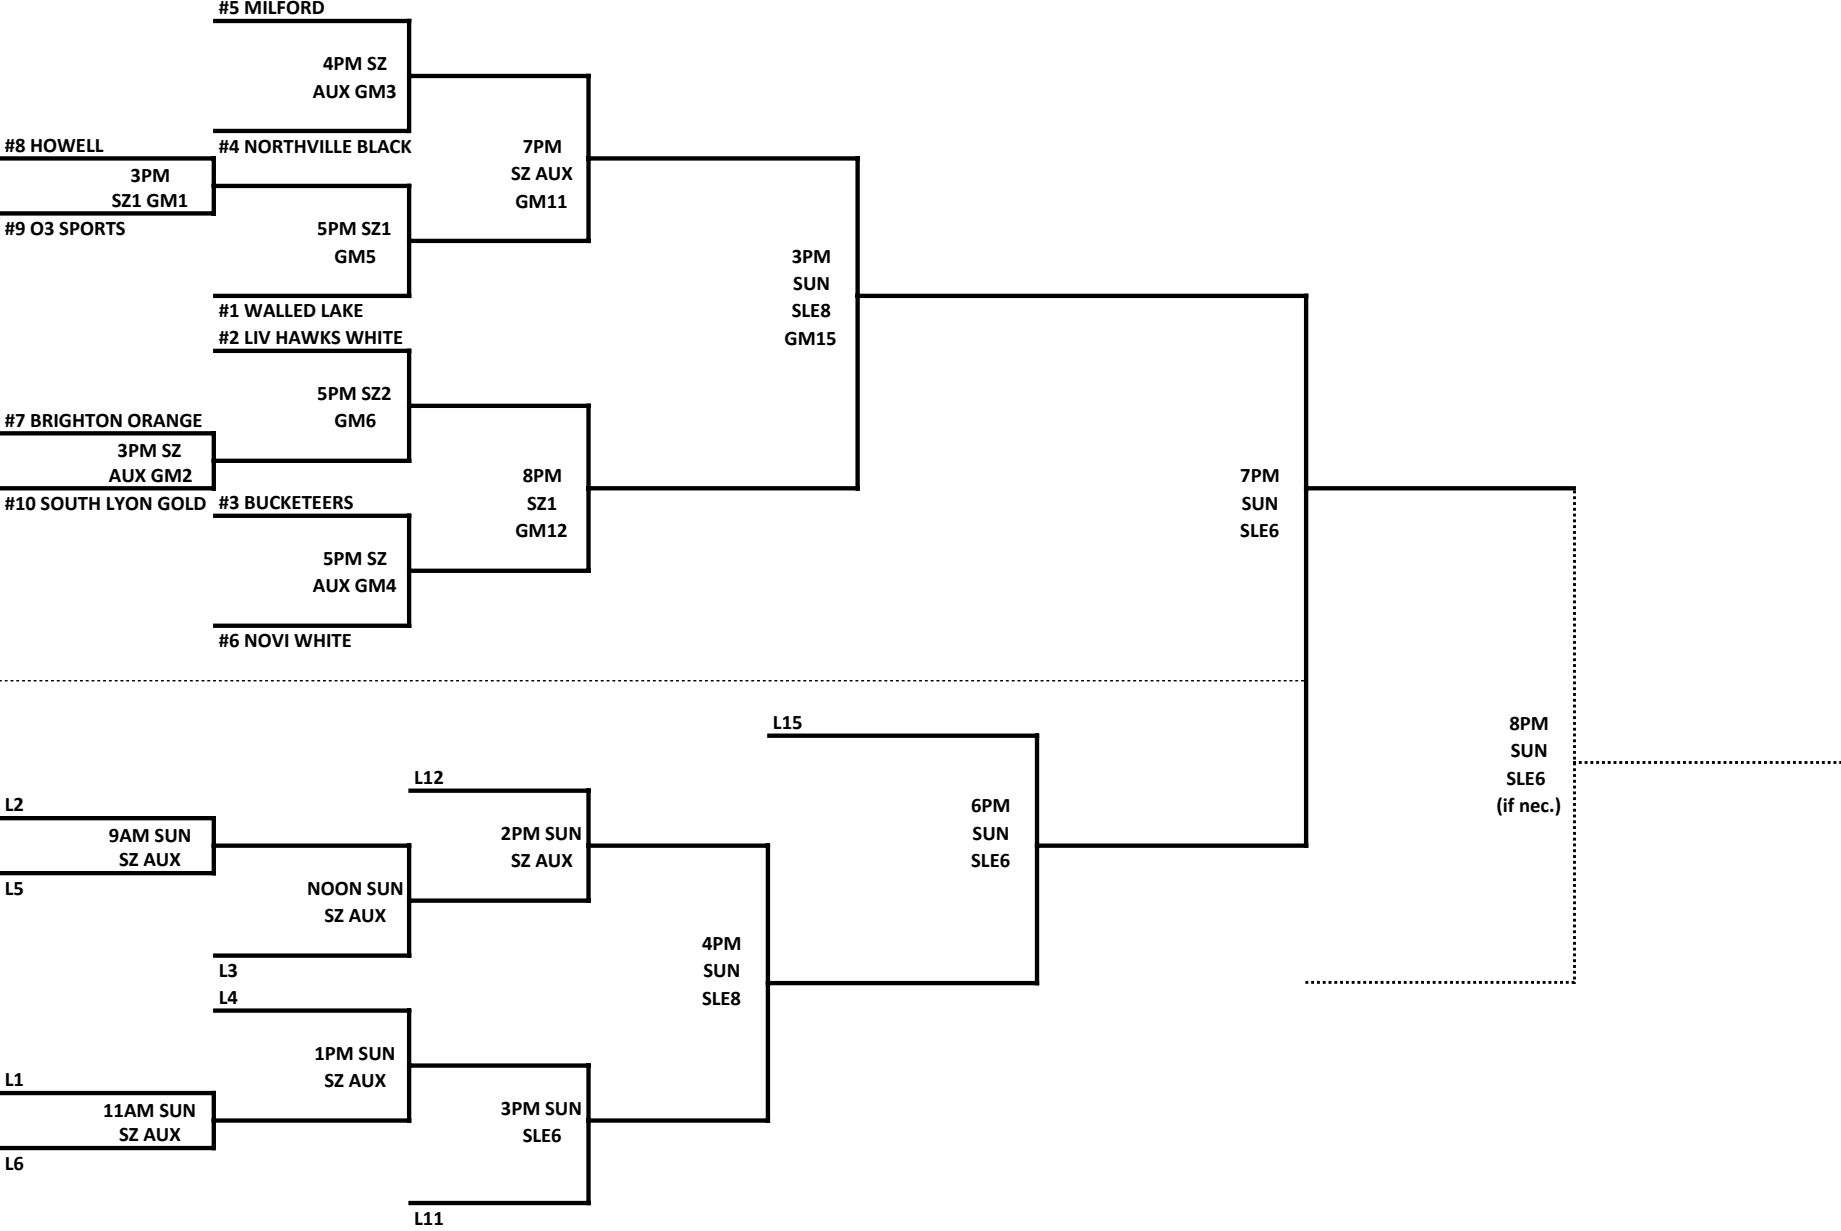 #5 MILFORD
4PM SZ
AUX GM3
#4 NORTHVILLE BLACK
#8 HOWELL
3PM
SZ1 GM1
#9 O3 SPORTS
5PM SZ1
GM5
#1 WALLED LAKE
7PM
SZ AUX
GM11
#2 LIV HAWKS WHITE
5PM SZ2
GM6
#7 BRIGHTON ORANGE
3PM SZ
AUX GM2
#10 SOUTH LYON GOLD
#3 BUCKETEERS
5PM SZ
AUX GM4
#6 NOVI WHITE
8PM
SZ1
GM12
3PM
SUN
SLE8
GM15
7PM
SUN
SLE6
L15
L12
L2
9AM SUN
SZ AUX
L5
NOON SUN
SZ AUX
L3
2PM SUN
SZ AUX
L4
1PM SUN
SZ AUX
L1
11AM SUN
SZ AUX
L6
3PM SUN
SLE6
L11
4PM
SUN
SLE8
6PM
SUN
SLE6
8PM
SUN
SLE6
(if nec.)